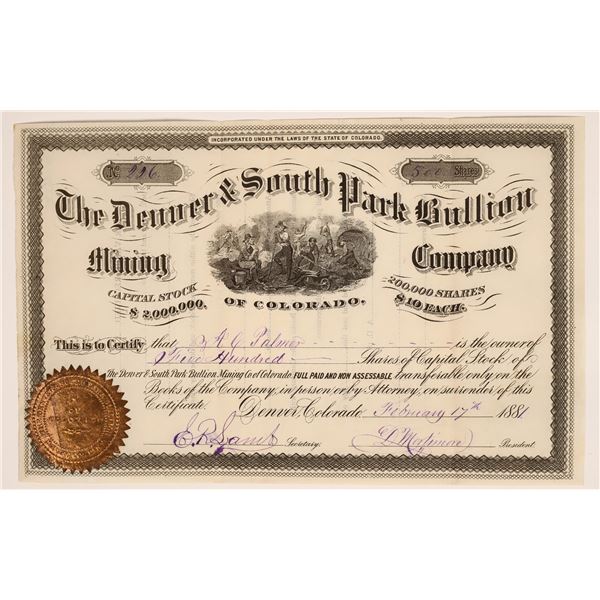 INCORPORATED UNDER THE LAWS OF THE STATE OF COLORADO.
No 226. 500 Shares
The Denver & South Park Bullion
Mining Company
CAPITAL STOCK
$ 2,000,000.
OF COLORADO.
200,000 SHARES
$ 10 EACH.
This is to Certify that A. C. Palmer is the owner of
Five Hundred Shares of Capital Stock of
The Denver & South Park Bullion Mining Co of Colorado, FULL PAID AND NON ASSESSABLE, transferable only on the
Books of the Company, in person or by Attorney, on surrender of this
Certificate. Denver, Colorado February 17th 1881
Secretary. President.